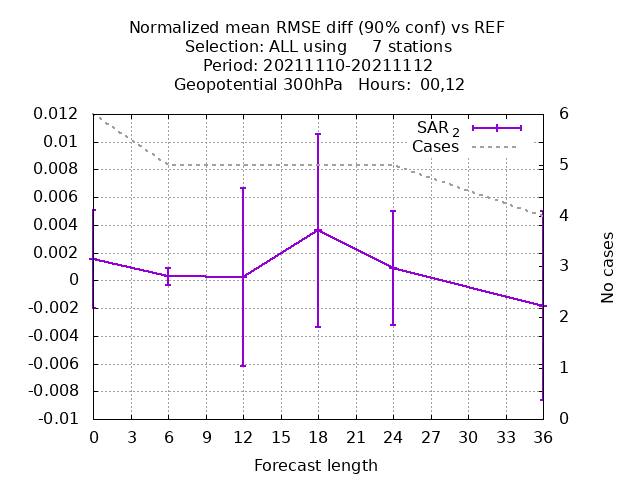 Normalized mean RMSE diff (90% conf) vs REF
Selection: ALL using     7 stations
Period: 20211110-20211112
Geopotential 300hPa   Hours: 00,12
SAR 2
Cases
0.012
0.01
0.008
0.006
0.004
0.002
0
-0.002
-0.004
-0.006
-0.008
-0.01
6
5
4
3
2
1
0
No cases
0 3 6 9 12 15 18 21 24 27 30 33 36
Forecast length